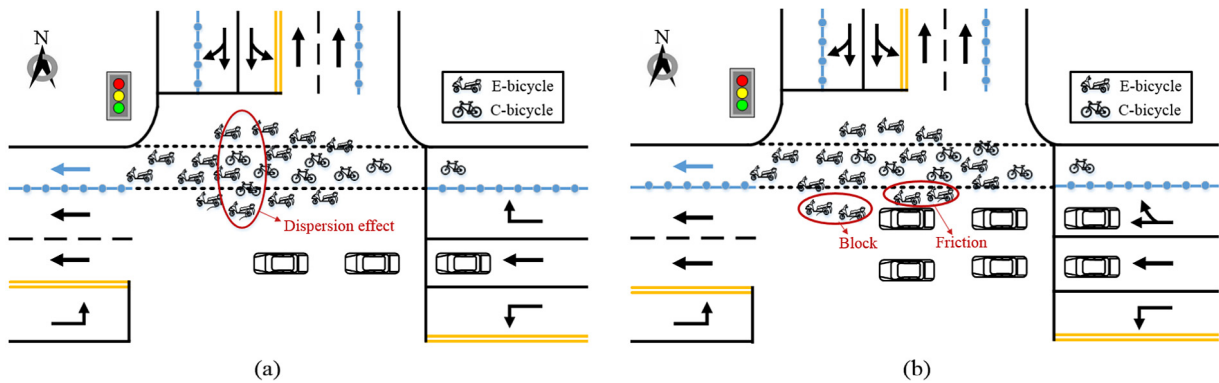 N
E-bicycle
C-bicycle
Dispersion effect
(a)
N
E-bicycle
C-bicycle
Block
Friction
(b)